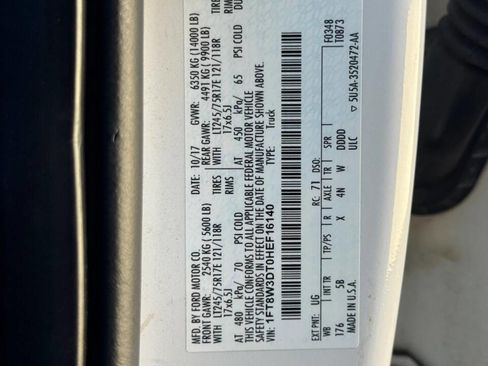 MFD. BY FORD MOTOR CO.
DATE: 10/17 GVWR: 6350 KG (14000 LB)
FRONT GAWR: 2540 KG (5600 LB)
REAR GAWR: 4491 KG (9900 LB)
LT245/75R17E 121/118R TIRES WITH LT245/75R17E 121/118R TIRES
17x6.5J RIMS 17x6.5J RIMS
AT 480 kPa/ 70 PSI COLD AT 450 kPa/ 65 PSI COLD
THIS VEHICLE CONFORMS TO ALL APPLICABLE FEDERAL MOTOR VEHICLE
SAFETY STANDARDS IN EFFECT ON THE DATE OF MANUFACTURE SHOWN ABOVE.
VIN: 1FT8W3DT0HEF16140 TYPE: Truck
F0348
T0873
EXT PNT: UG RC: 71 DSO:
WB INT TR TP/PS R AXLE TR SPR
176 5B X 4N W DDDD
MADE IN U.S.A. ULC
▽ 5U5A-3520472-AA